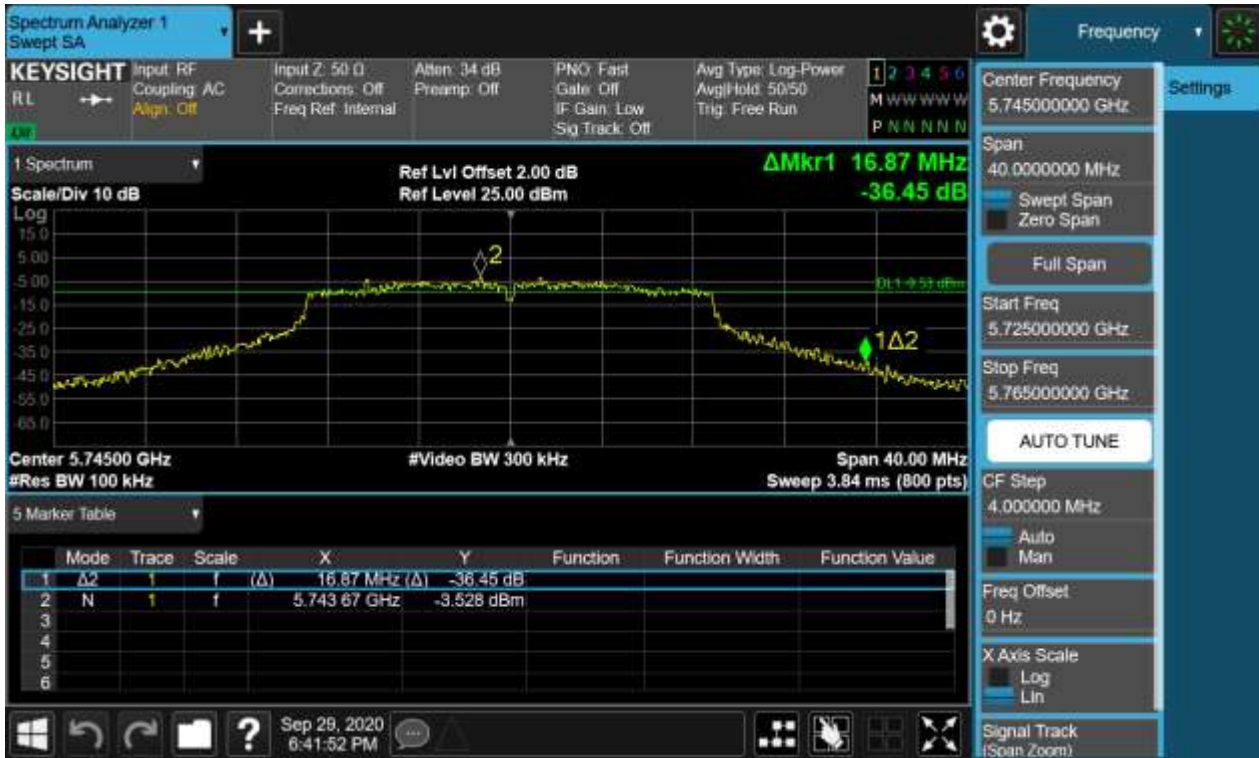 Spectrum Analyzer 1
Swept SA
+
Frequency
KEYSIGHT
RL
Input: RF
Coupling: AC
Align: Off
Input Z: 50 Ω
Corrections: Off
Freq Ref: Internal
Atten: 34 dB
Preamp: Off
PNO: Fast
Gate: Off
IF Gain: Low
Sig Track: Off
Avg Type: Log-Power
Avg|Hold: 50/50
Trig: Free Run
1 2 3 4 5 6
M W W W W W
P N N N N N
1 Spectrum
Scale/Div 10 dB
Ref Lvl Offset 2.00 dB
Ref Level 25.00 dBm
ΔMkr1 16.87 MHz
-36.45 dB
Log
15.0
5.00
-5.00
-15.0
-25.0
-35.0
-45.0
-55.0
-65.0
2
DL1 -9.53 dBm
1Δ2
Center 5.74500 GHz
#Res BW 100 kHz
#Video BW 300 kHz
Span 40.00 MHz
Sweep 3.84 ms (800 pts)
5 Marker Table
Mode Trace Scale X Y Function Function Width Function Value
1 Δ2 1 f (Δ) 16.87 MHz (Δ) -36.45 dB
2 N 1 f 5.743 67 GHz -3.528 dBm
3
4
5
6
?
Sep 29, 2020
6:41:52 PM
Center Frequency
5.745000000 GHz
Settings
Span
40.0000000 MHz
Swept Span
Zero Span
Full Span
Start Freq
5.725000000 GHz
Stop Freq
5.765000000 GHz
AUTO TUNE
CF Step
4.000000 MHz
Auto
Man
Freq Offset
0 Hz
X Axis Scale
Log
Lin
Signal Track
(Span Zoom)